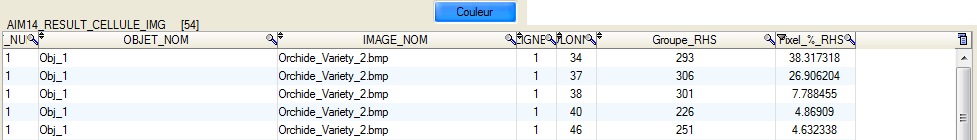 Couleur
AIM14_RESULT_CELLULE_IMG [54]
_NU OBJET_NOM IMAGE_NOM IGNE LONN Groupe_RHS Pixel_%_RHS
1 Obj_1 Orchide_Variety_2.bmp 1 34 293 38.317318
1 Obj_1 Orchide_Variety_2.bmp 1 37 306 26.906204
1 Obj_1 Orchide_Variety_2.bmp 1 38 301 7.788455
1 Obj_1 Orchide_Variety_2.bmp 1 40 226 4.86909
1 Obj_1 Orchide_Variety_2.bmp 1 46 251 4.632338